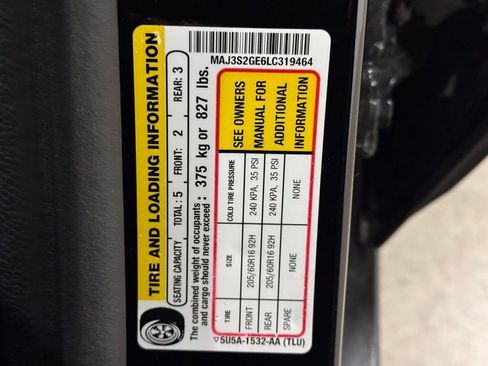 TIRE AND LOADING INFORMATION
SEATING CAPACITY TOTAL: 5 FRONT: 2 REAR: 3
The combined weight of occupants and cargo should never exceed : 375 kg or 827 lbs.
TIRE SIZE COLD TIRE PRESSURE
FRONT 205/60R16 92H 240 KPA, 35 PSI
REAR 205/60R16 92H 240 KPA, 35 PSI
SPARE NONE NONE
SEE OWNERS
MANUAL FOR
ADDITIONAL
INFORMATION
5U5A-1532-AA (TLU)
MAJ3S2GE6LC319464